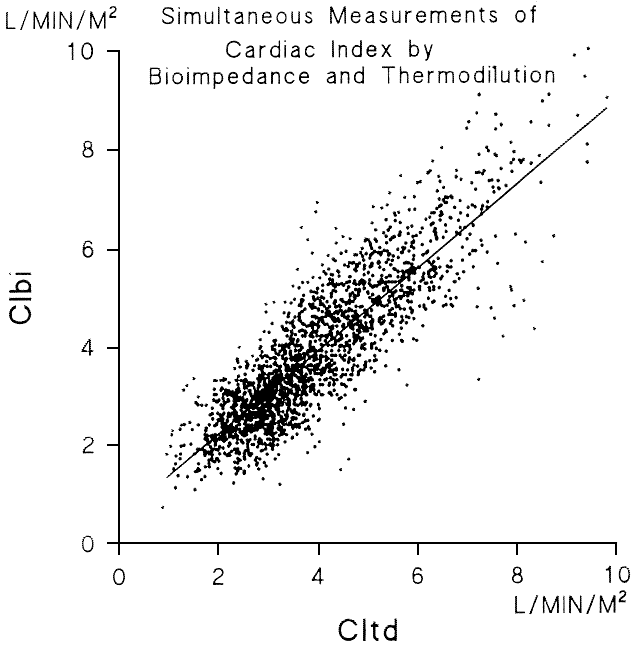 L/MIN/M²
Simultaneous Measurements of
Cardiac Index by
Bioimpedance and Thermodilution
10
8
6
4
2
0
CIbi
0 2 4 6 8 10
L/MIN/M²
CItd